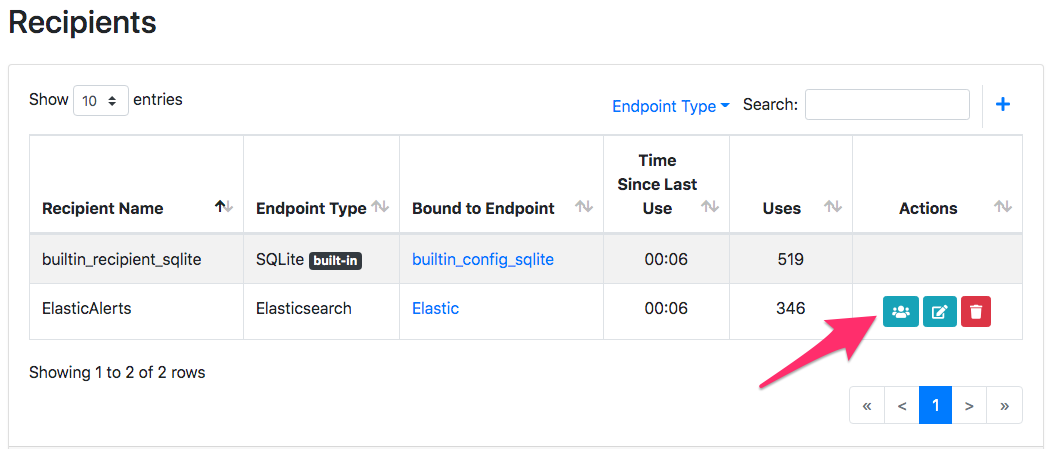 Recipients
Show 10 entries
Endpoint Type Search:
Recipient Name Endpoint Type Bound to Endpoint Time Since Last Use Uses Actions
builtin_recipient_sqlite SQLite built-in builtin_config_sqlite 00:06 519
ElasticAlerts Elasticsearch Elastic 00:06 346
Showing 1 to 2 of 2 rows
« < 1 > »